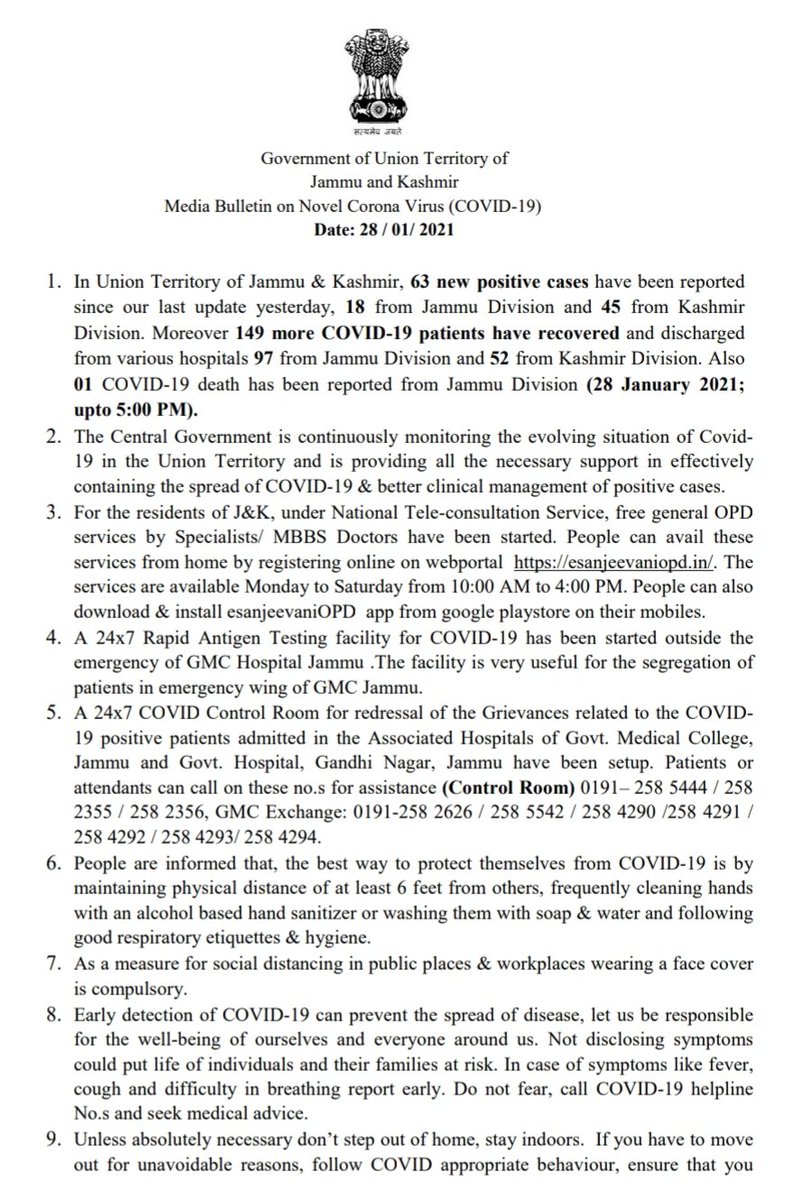 सत्यमेव जयते
Government of Union Territory of
Jammu and Kashmir
Media Bulletin on Novel Corona Virus (COVID-19)
Date: 28 / 01/ 2021
1. In Union Territory of Jammu & Kashmir, 63 new positive cases have been reported
since our last update yesterday, 18 from Jammu Division and 45 from Kashmir
Division. Moreover 149 more COVID-19 patients have recovered and discharged
from various hospitals 97 from Jammu Division and 52 from Kashmir Division. Also
01 COVID-19 death has been reported from Jammu Division (28 January 2021;
upto 5:00 PM).
2. The Central Government is continuously monitoring the evolving situation of Covid-
19 in the Union Territory and is providing all the necessary support in effectively
containing the spread of COVID-19 & better clinical management of positive cases.
3. For the residents of J&K, under National Tele-consultation Service, free general OPD
services by Specialists/ MBBS Doctors have been started. People can avail these
services from home by registering online on webportal https://esanjeevaniopd.in/. The
services are available Monday to Saturday from 10:00 AM to 4:00 PM. People can also
download & install esanjeevaniOPD app from google playstore on their mobiles.
4. A 24x7 Rapid Antigen Testing facility for COVID-19 has been started outside the
emergency of GMC Hospital Jammu .The facility is very useful for the segregation of
patients in emergency wing of GMC Jammu.
5. A 24x7 COVID Control Room for redressal of the Grievances related to the COVID-
19 positive patients admitted in the Associated Hospitals of Govt. Medical College,
Jammu and Govt. Hospital, Gandhi Nagar, Jammu have been setup. Patients or
attendants can call on these no.s for assistance (Control Room) 0191– 258 5444 / 258
2355 / 258 2356, GMC Exchange: 0191-258 2626 / 258 5542 / 258 4290 /258 4291 /
258 4292 / 258 4293/ 258 4294.
6. People are informed that, the best way to protect themselves from COVID-19 is by
maintaining physical distance of at least 6 feet from others, frequently cleaning hands
with an alcohol based hand sanitizer or washing them with soap & water and following
good respiratory etiquettes & hygiene.
7. As a measure for social distancing in public places & workplaces wearing a face cover
is compulsory.
8. Early detection of COVID-19 can prevent the spread of disease, let us be responsible
for the well-being of ourselves and everyone around us. Not disclosing symptoms
could put life of individuals and their families at risk. In case of symptoms like fever,
cough and difficulty in breathing report early. Do not fear, call COVID-19 helpline
No.s and seek medical advice.
9. Unless absolutely necessary don’t step out of home, stay indoors. If you have to move
out for unavoidable reasons, follow COVID appropriate behaviour, ensure that you